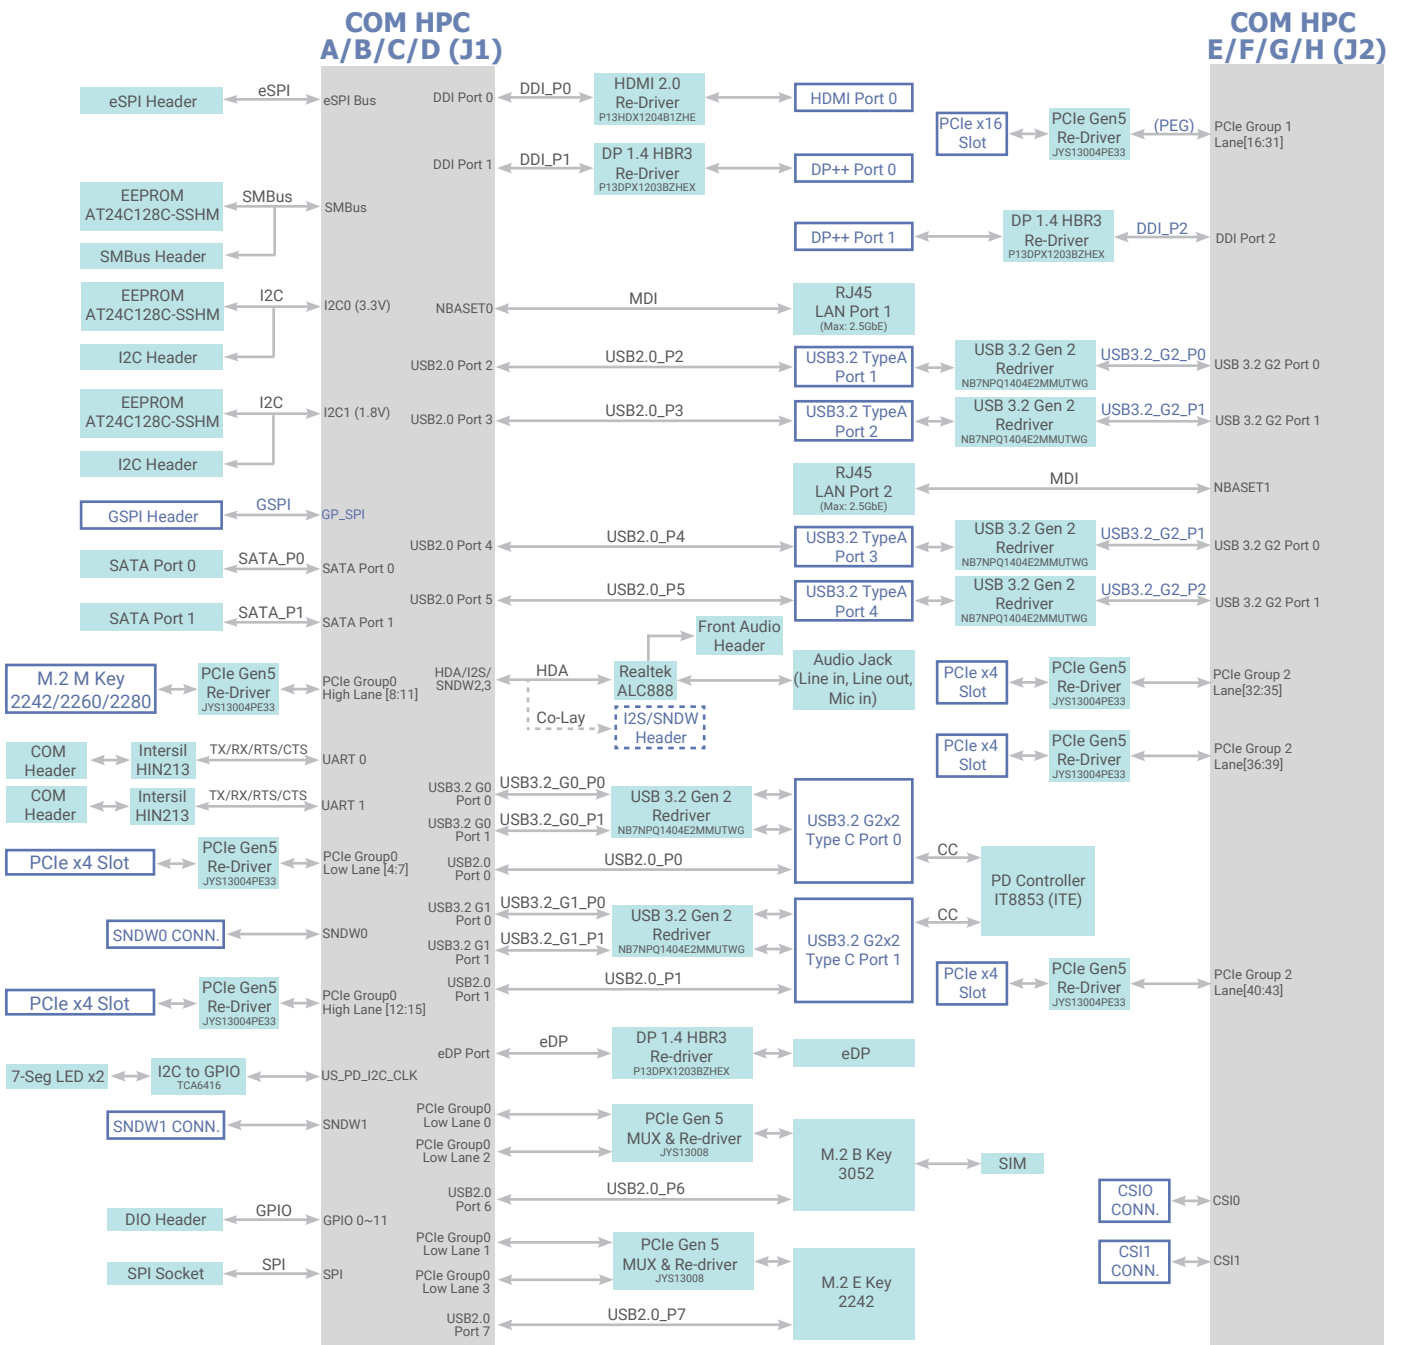 COM HPC
A/B/C/D (J1)
COM HPC
E/F/G/H (J2)
eSPI Header
eSPI
eSPI Bus
EEPROM
AT24C128C-SSHM
SMBus
SMBus
SMBus Header
EEPROM
AT24C128C-SSHM
I2C
I2C0 (3.3V)
I2C Header
EEPROM
AT24C128C-SSHM
I2C
I2C1 (1.8V)
I2C Header
GSPI Header
GSPI
GP_SPI
SATA Port 0
SATA_P0
SATA Port 0
SATA Port 1
SATA_P1
SATA Port 1
M.2 M Key
2242/2260/2280
PCIe Gen5
Re-Driver
JYS13004PE33
PCIe Group0
High Lane [8:11]
COM
Header
Intersil
HIN213
TX/RX/RTS/CTS
UART 0
COM
Header
Intersil
HIN213
TX/RX/RTS/CTS
UART 1
PCIe x4 Slot
PCIe Gen5
Re-Driver
JYS13004PE33
PCIe Group0
Low Lane [4:7]
SNDW0 CONN.
SNDW0
PCIe x4 Slot
PCIe Gen5
Re-Driver
JYS13004PE33
PCIe Group0
High Lane [12:15]
7-Seg LED x2
I2C to GPIO
TCA6416
US_PD_I2C_CLK
SNDW1 CONN.
SNDW1
DIO Header
GPIO
GPIO 0~11
SPI Socket
SPI
SPI
DDI Port 0
DDI_P0
HDMI 2.0
Re-Driver
P13HDX1204B1ZHE
HDMI Port 0
DDI Port 1
DDI_P1
DP 1.4 HBR3
Re-Driver
P13DPX1203BZHEX
DP++ Port 0
NBASET0
MDI
RJ45
LAN Port 1
(Max: 2.5GbE)
USB2.0 Port 2
USB2.0_P2
USB3.2 TypeA
Port 1
USB 3.2 Gen 2
Redriver
NB7NPQ1404E2MMUTWG
USB3.2_G2_P0
USB 3.2 G2 Port 0
USB2.0 Port 3
USB2.0_P3
USB3.2 TypeA
Port 2
USB 3.2 Gen 2
Redriver
NB7NPQ1404E2MMUTWG
USB3.2_G2_P1
USB 3.2 G2 Port 1
RJ45
LAN Port 2
(Max: 2.5GbE)
MDI
NBASET1
USB2.0 Port 4
USB2.0_P4
USB3.2 TypeA
Port 3
USB 3.2 Gen 2
Redriver
NB7NPQ1404E2MMUTWG
USB3.2_G2_P1
USB 3.2 G2 Port 0
USB2.0 Port 5
USB2.0_P5
USB3.2 TypeA
Port 4
USB 3.2 Gen 2
Redriver
NB7NPQ1404E2MMUTWG
USB3.2_G2_P2
USB 3.2 G2 Port 1
Front Audio
Header
HDA/I2S/
SNDW2,3
HDA
Realtek
ALC888
Audio Jack
(Line in, Line out,
Mic in)
Co-Lay
I2S/SNDW
Header
USB3.2 G0
Port 0
USB3.2_G0_P0
USB3.2 G0
Port 1
USB3.2_G0_P1
USB 3.2 Gen 2
Redriver
NB7NPQ1404E2MMUTWG
USB3.2 G2x2
Type C Port 0
USB2.0
Port 0
USB2.0_P0
CC
PD Controller
IT8853 (ITE)
CC
USB3.2 G1
Port 0
USB3.2_G1_P0
USB3.2 G1
Port 1
USB3.2_G1_P1
USB 3.2 Gen 2
Redriver
NB7NPQ1404E2MMUTWG
USB3.2 G2x2
Type C Port 1
USB2.0
Port 1
USB2.0_P1
eDP Port
eDP
DP 1.4 HBR3
Re-driver
P13DPX1203BZHEX
eDP
PCIe Group0
Low Lane 0
PCIe Group0
Low Lane 2
PCIe Gen 5
MUX & Re-driver
JYS13008
M.2 B Key
3052
SIM
USB2.0
Port 6
USB2.0_P6
PCIe Group0
Low Lane 1
PCIe Group0
Low Lane 3
PCIe Gen 5
MUX & Re-driver
JYS13008
M.2 E Key
2242
USB2.0
Port 7
USB2.0_P7
PCIe x16
Slot
PCIe Gen5
Re-Driver
JYS13004PE33
(PEG)
PCIe Group 1
Lane[16:31]
DP++ Port 1
DP 1.4 HBR3
Re-Driver
P13DPX1203BZHEX
DDI_P2
DDI Port 2
PCIe x4
Slot
PCIe Gen5
Re-Driver
JYS13004PE33
PCIe Group 2
Lane[32:35]
PCIe x4
Slot
PCIe Gen5
Re-Driver
JYS13004PE33
PCIe Group 2
Lane[36:39]
PCIe x4
Slot
PCIe Gen5
Re-Driver
JYS13004PE33
PCIe Group 2
Lane[40:43]
CSIO
CONN.
CSI0
CSI1
CONN.
CSI1